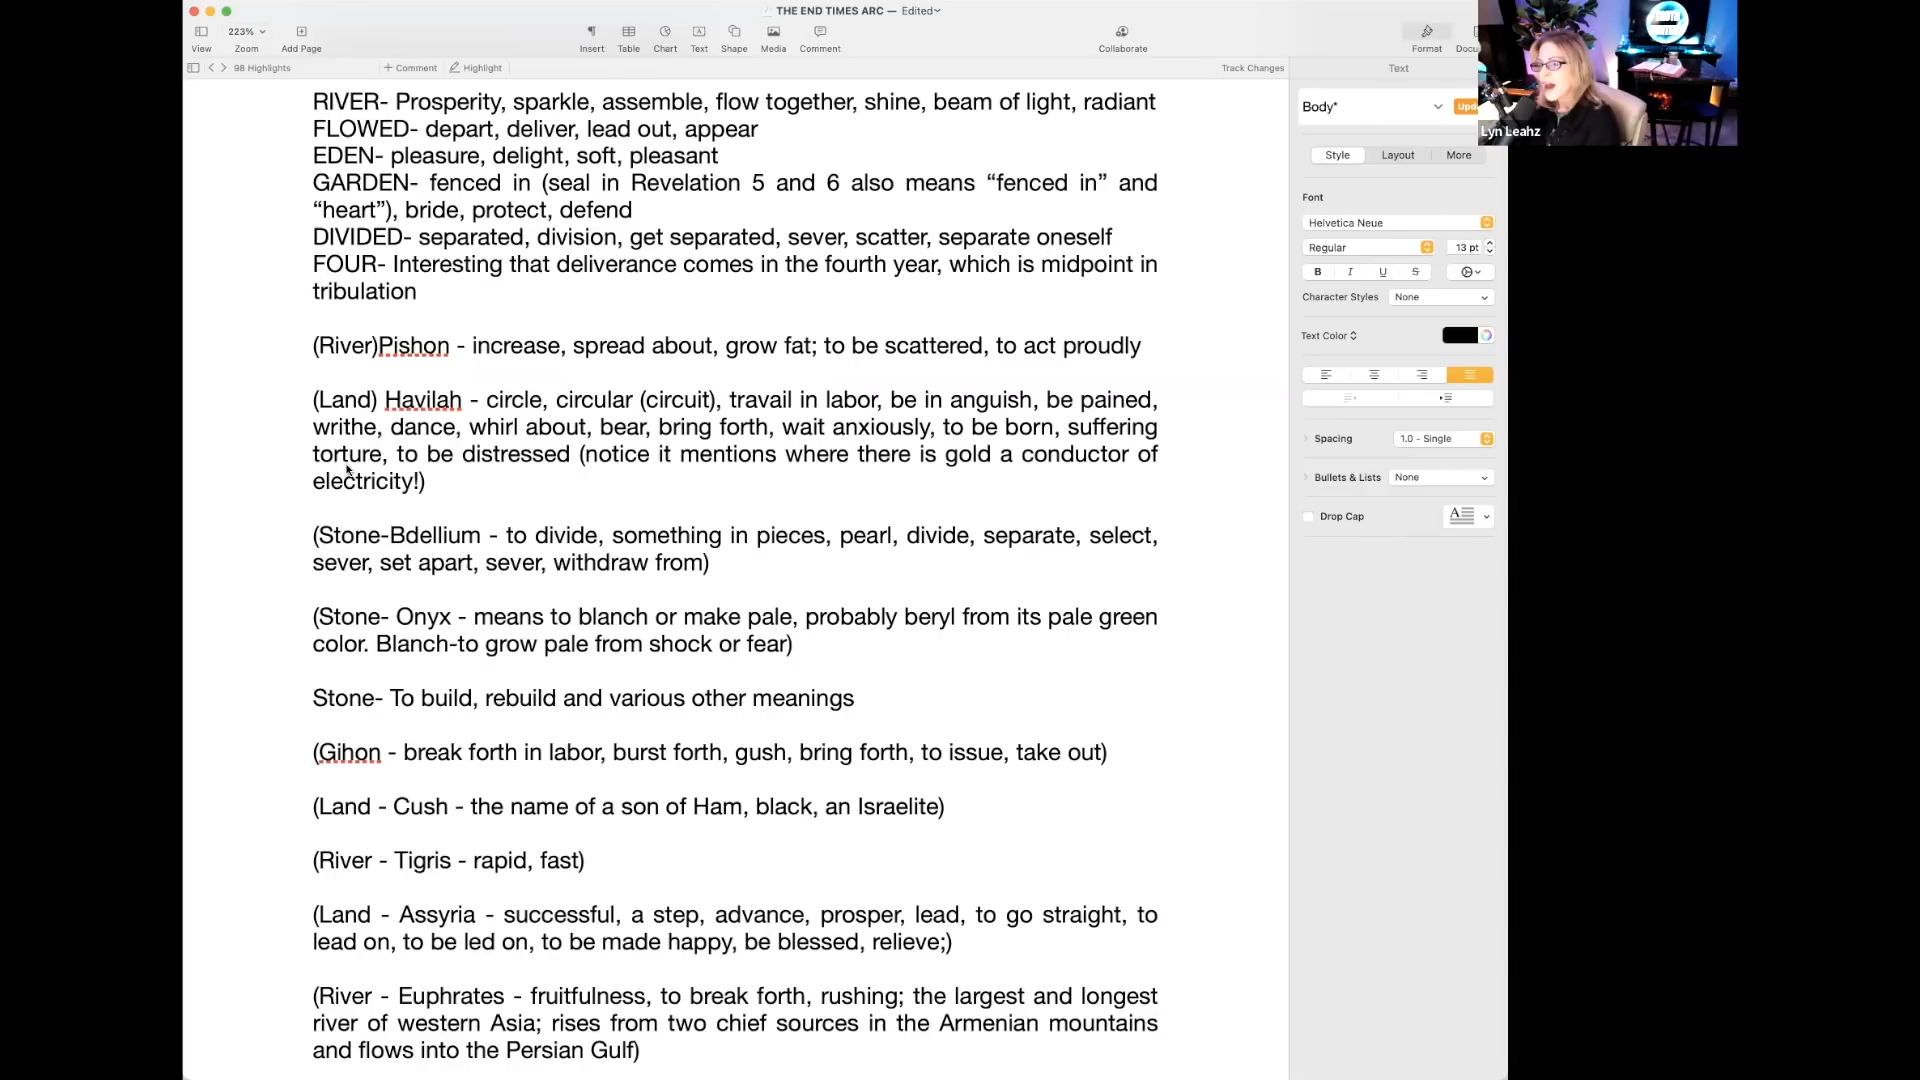 THE END TIMES ARC — Edited
223%
View
Zoom
Add Page
Insert
Table
Chart
Text
Shape
Media
Comment
Collaborate
Format
98 Highlights
Comment
Highlight
Track Changes
Text
Lyn Leahz
RIVER- Prosperity, sparkle, assemble, flow together, shine, beam of light, radiant
FLOWED- depart, deliver, lead out, appear
EDEN- pleasure, delight, soft, pleasant
GARDEN- fenced in (seal in Revelation 5 and 6 also means “fenced in” and
“heart”), bride, protect, defend
DIVIDED- separated, division, get separated, sever, scatter, separate oneself
FOUR- Interesting that deliverance comes in the fourth year, which is midpoint in
tribulation
(River)Pishon - increase, spread about, grow fat; to be scattered, to act proudly
(Land) Havilah - circle, circular (circuit), travail in labor, be in anguish, be pained,
writhe, dance, whirl about, bear, bring forth, wait anxiously, to be born, suffering
torture, to be distressed (notice it mentions where there is gold a conductor of
electricity!)
(Stone-Bdellium - to divide, something in pieces, pearl, divide, separate, select,
sever, set apart, sever, withdraw from)
(Stone- Onyx - means to blanch or make pale, probably beryl from its pale green
color. Blanch-to grow pale from shock or fear)
Stone- To build, rebuild and various other meanings
(Gihon - break forth in labor, burst forth, gush, bring forth, to issue, take out)
(Land - Cush - the name of a son of Ham, black, an Israelite)
(River - Tigris - rapid, fast)
(Land - Assyria - successful, a step, advance, prosper, lead, to go straight, to
lead on, to be led on, to be made happy, be blessed, relieve;)
(River - Euphrates - fruitfulness, to break forth, rushing; the largest and longest
river of western Asia; rises from two chief sources in the Armenian mountains
and flows into the Persian Gulf)
Body*
Style
Layout
More
Font
Helvetica Neue
Regular
13 pt
B I U S
Character Styles
None
Text Color
Spacing
1.0 - Single
Bullets & Lists
None
Drop Cap
A